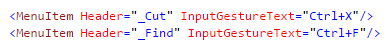 <MenuItem Header="_Cut" InputGestureText="Ctrl+X"/>
<MenuItem Header="_Find" InputGestureText="Ctrl+F"/>